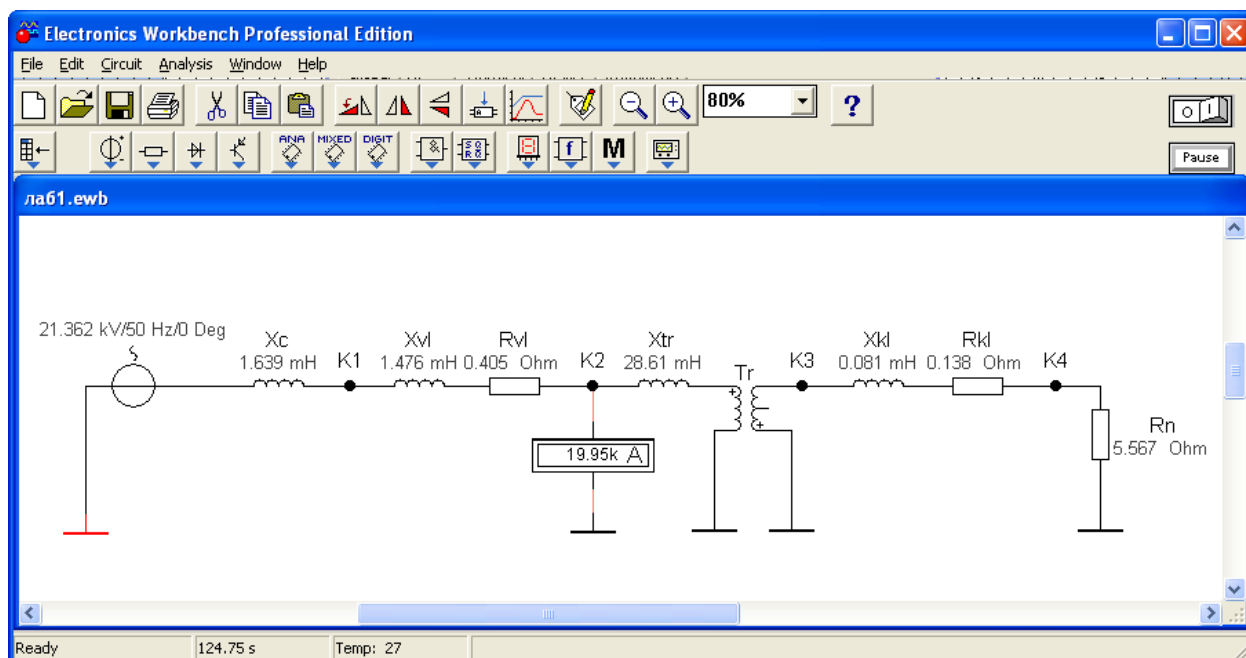 Electronics Workbench Professional Edition
File Edit Circuit Analysis Window Help
80%
?
ANA MIXED DIGIT
&
f
M
O I
Pause
лаб1.ewb
21.362 kV/50 Hz/0 Deg
Xc
1.639 mH
K1
Xvl
1.476 mH
Rvl
0.405 Ohm
K2
Xtr
28.61 mH
Tr
K3
Xkl
0.081 mH
Rkl
0.138 Ohm
K4
19.95k A
Rn
5.567 Ohm
Ready
124.75 s
Temp: 27